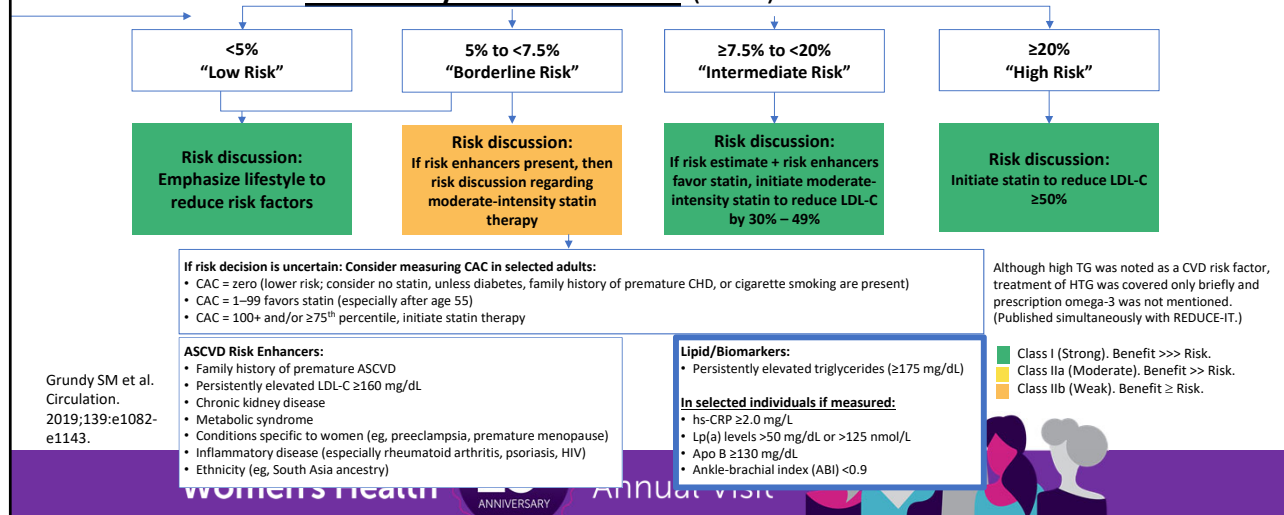 <5%
“Low Risk”
5% to <7.5%
“Borderline Risk”
≥7.5% to <20%
“Intermediate Risk”
≥20%
“High Risk”
Risk discussion:
Emphasize lifestyle to
reduce risk factors
Risk discussion:
If risk enhancers present, then
risk discussion regarding
moderate-intensity statin
therapy
Risk discussion:
If risk estimate + risk enhancers
favor statin, initiate moderate-
intensity statin to reduce LDL-C
by 30% – 49%
Risk discussion:
Initiate statin to reduce LDL-C
≥50%
If risk decision is uncertain: Consider measuring CAC in selected adults:
• CAC = zero (lower risk; consider no statin, unless diabetes, family history of premature CHD, or cigarette smoking are present)
• CAC = 1–99 favors statin (especially after age 55)
• CAC = 100+ and/or ≥75th percentile, initiate statin therapy
Although high TG was noted as a CVD risk factor,
treatment of HTG was covered only briefly and
prescription omega-3 was not mentioned.
(Published simultaneously with REDUCE-IT.)
Class I (Strong). Benefit >>> Risk.
Class IIa (Moderate). Benefit >> Risk.
Class IIb (Weak). Benefit ≥ Risk.
Grundy SM et al.
Circulation.
2019;139:e1082-
e1143.
ASCVD Risk Enhancers:
• Family history of premature ASCVD
• Persistently elevated LDL-C ≥160 mg/dL
• Chronic kidney disease
• Metabolic syndrome
• Conditions specific to women (eg, preeclampsia, premature menopause)
• Inflammatory disease (especially rheumatoid arthritis, psoriasis, HIV)
• Ethnicity (eg, South Asia ancestry)
Lipid/Biomarkers:
• Persistently elevated triglycerides (≥175 mg/dL)
In selected individuals if measured:
• hs-CRP ≥2.0 mg/L
• Lp(a) levels >50 mg/dL or >125 nmol/L
• Apo B ≥130 mg/dL
• Ankle-brachial index (ABI) <0.9
Women's Health
ANNIVERSARY
Annual Visit